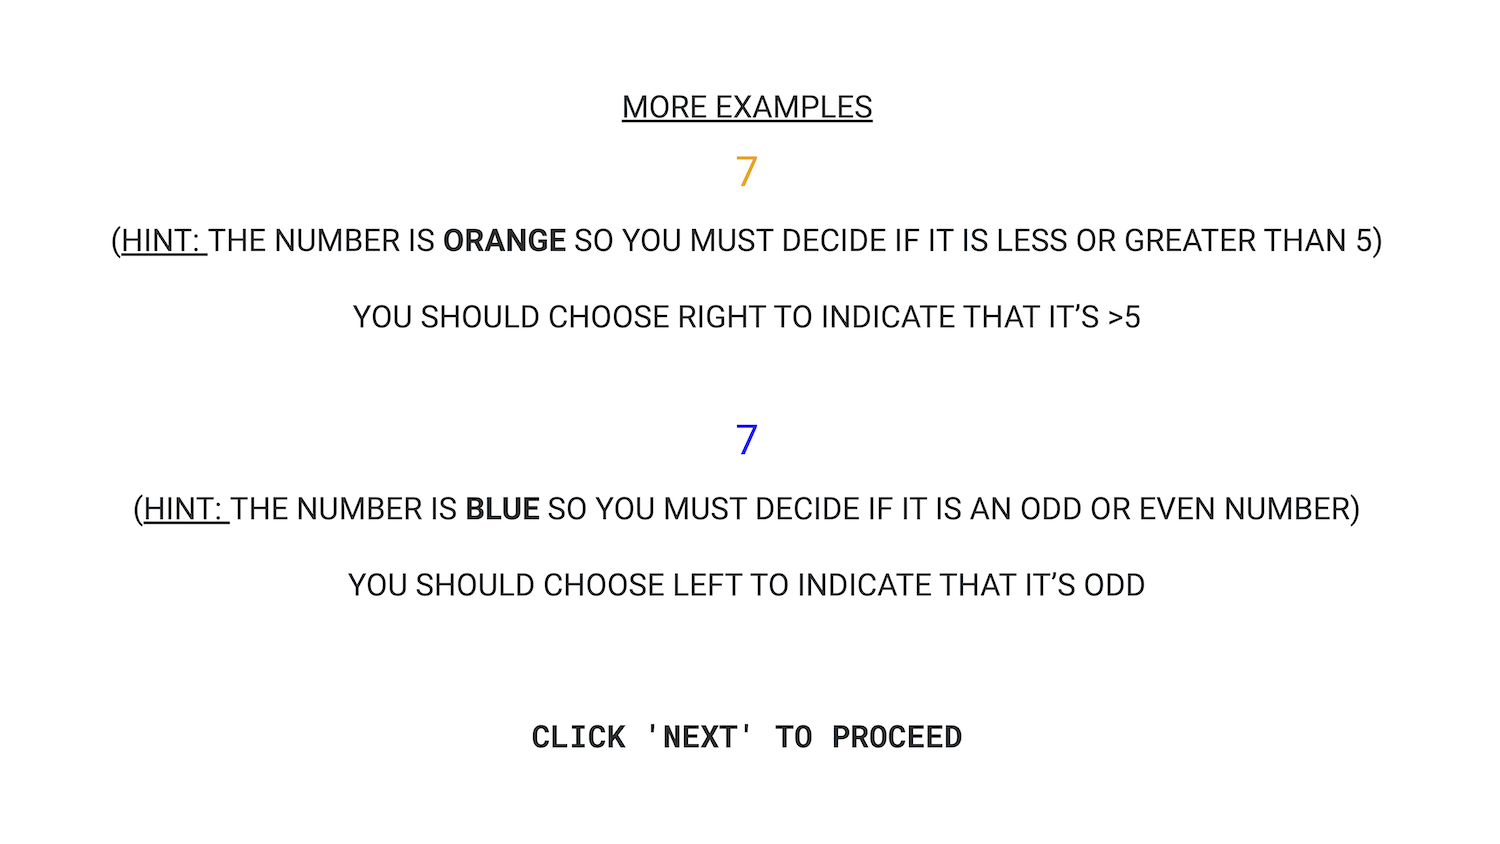 MORE EXAMPLES
7
(HINT: THE NUMBER IS ORANGE SO YOU MUST DECIDE IF IT IS LESS OR GREATER THAN 5)
YOU SHOULD CHOOSE RIGHT TO INDICATE THAT IT’S >5
7
(HINT: THE NUMBER IS BLUE SO YOU MUST DECIDE IF IT IS AN ODD OR EVEN NUMBER)
YOU SHOULD CHOOSE LEFT TO INDICATE THAT IT’S ODD
CLICK 'NEXT' TO PROCEED